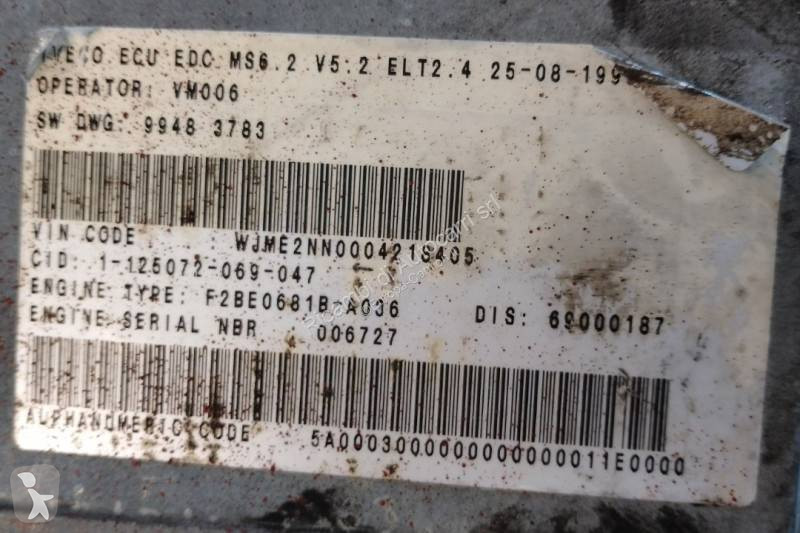 IVECO ECU EDC MS6.2 V5.2 ELT2.4 25-08-199
OPERATOR: VM006
SW DWG: 9948 3783
VIN CODE : WJME2NN000421S405
CID: 1-125072-069-047
ENGINE TYPE: F2BE0681B A036 DIS: 69000187
ENGINE SERIAL NBR 006727
ALPHANUMERIC CODE 5A0003000000000000011E0000